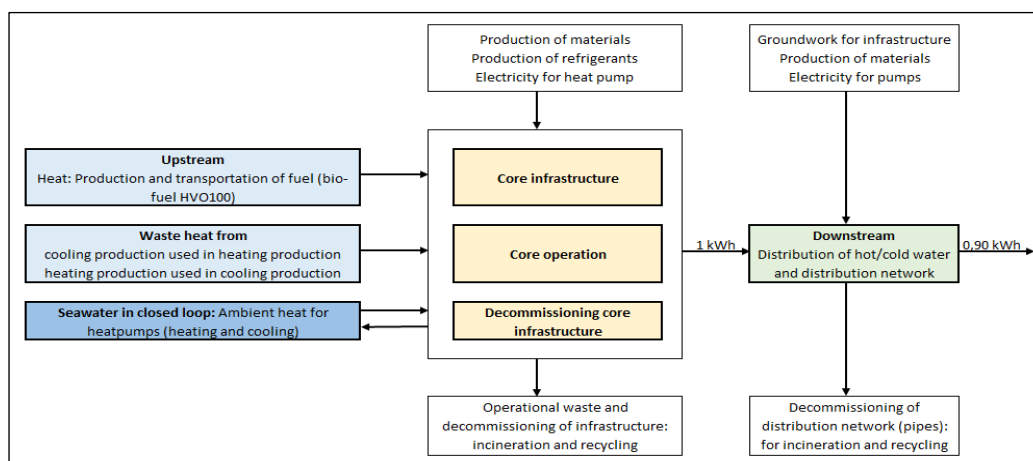 Production of materials
Production of refrigerants
Electricity for heat pump
Groundwork for infrastructure
Production of materials
Electricity for pumps
Upstream
Heat: Production and transportation of fuel (bio-
fuel HVO100)
Core infrastructure
Waste heat from
cooling production used in heating production
heating production used in cooling production
Core operation
1 kWh
Downstream
Distribution of hot/cold water
and distribution network
0,90 kWh
Seawater in closed loop: Ambient heat for
heatpumps (heating and cooling)
Decommissioning core
infrastructure
Operational waste and
decommissioning of infrastructure:
incineration and recycling
Decommissioning of
distribution network (pipes):
for incineration and recycling